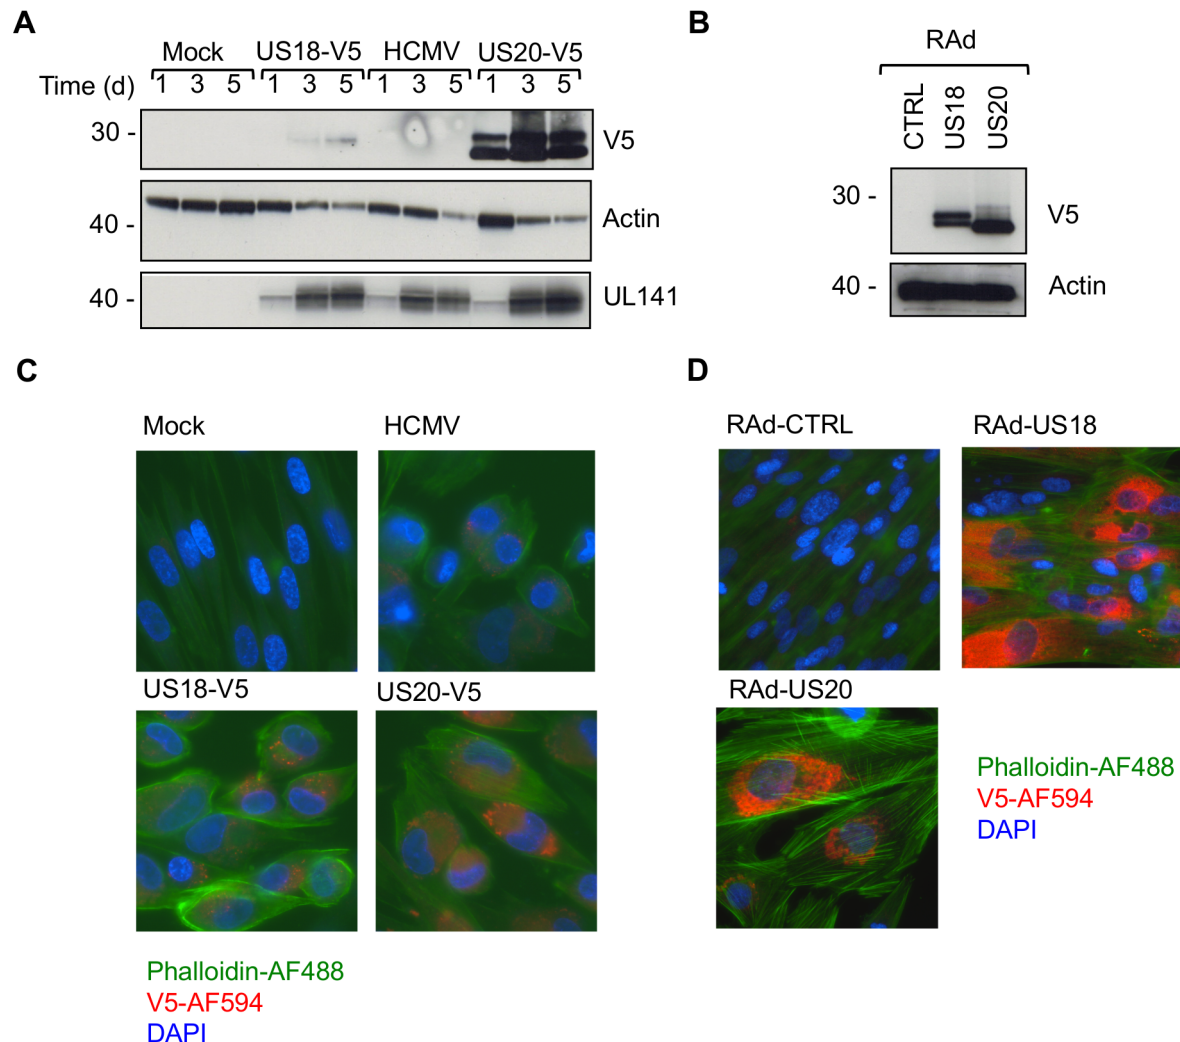 A
Mock US18-V5 HCMV US20-V5
Time (d) 1 3 5 1 3 5 1 3 5 1 3 5
30 - V5
40 - Actin
40 - UL141
B
RAd
CTRL US18 US20
30 - V5
40 - Actin
C
Mock HCMV
US18-V5 US20-V5
Phalloidin-AF488
V5-AF594
DAPI
D
RAd-CTRL RAd-US18
RAd-US20
Phalloidin-AF488
V5-AF594
DAPI